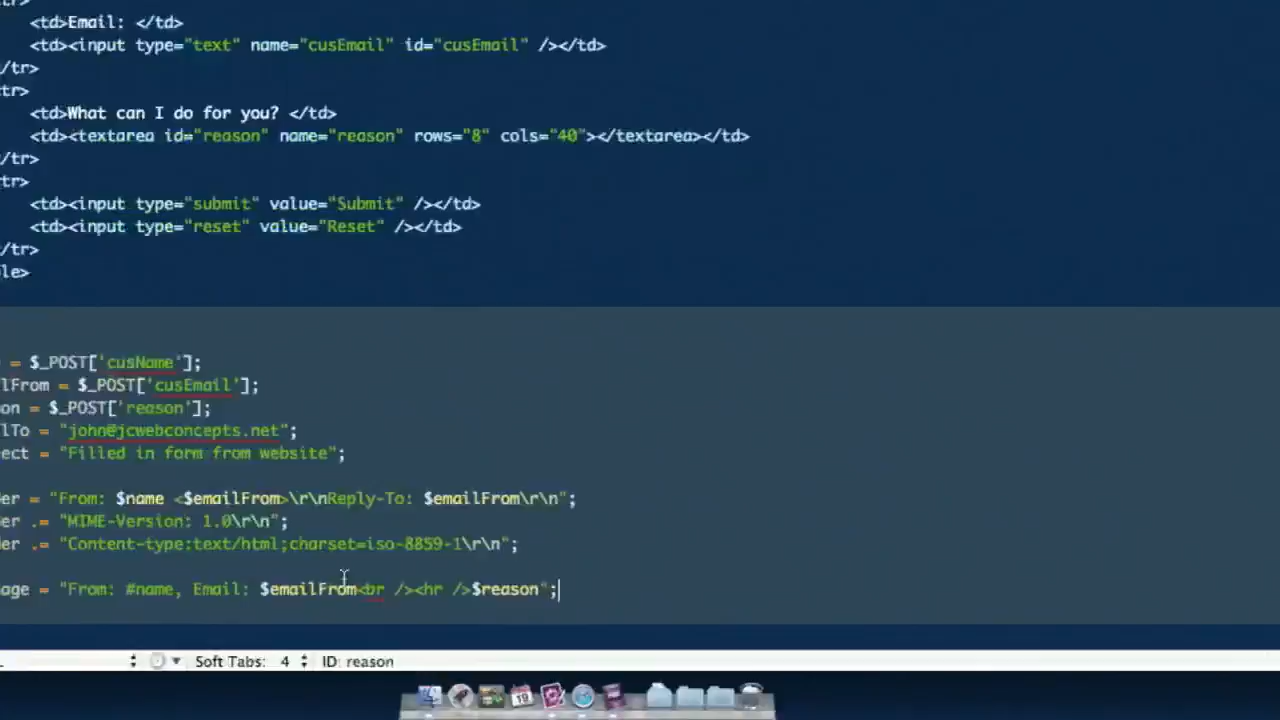 tr>
<td>Email: </td>
<td><input type="text" name="cusEmail" id="cusEmail" /></td>
/tr>
tr>
<td>What can I do for you? </td>
<td><textarea id="reason" name="reason" rows="8" cols="40"></textarea></td>
/tr>
tr>
<td><input type="submit" value="Submit" /></td>
<td><input type="reset" value="Reset" /></td>
/tr>
le>
= $_POST['cusName'];
lFrom = $_POST['cusEmail'];
on = $_POST['reason'];
lTo = "john@jcwebconcepts.net";
ect = "Filled in form from website";
er = "From: $name <$emailFrom>\r\nReply-To: $emailFrom\r\n";
er .= "MIME-Version: 1.0\r\n";
er .= "Content-type:text/html;charset=iso-8859-1\r\n";
age = "From: #name, Email: $emailFrom<br /><hr />$reason";
Soft Tabs: 4 ID: reason
19